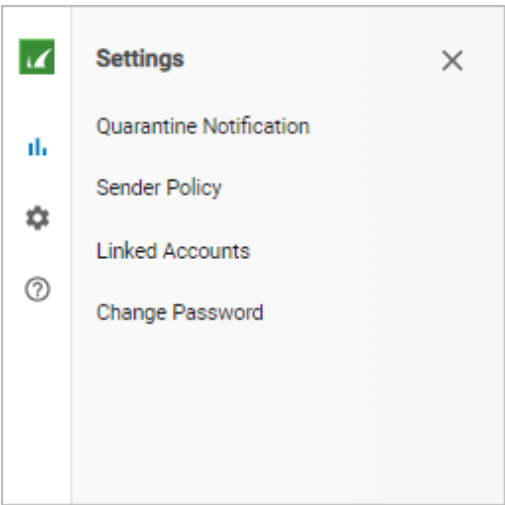 Settings
Quarantine Notification
Sender Policy
Linked Accounts
Change Password